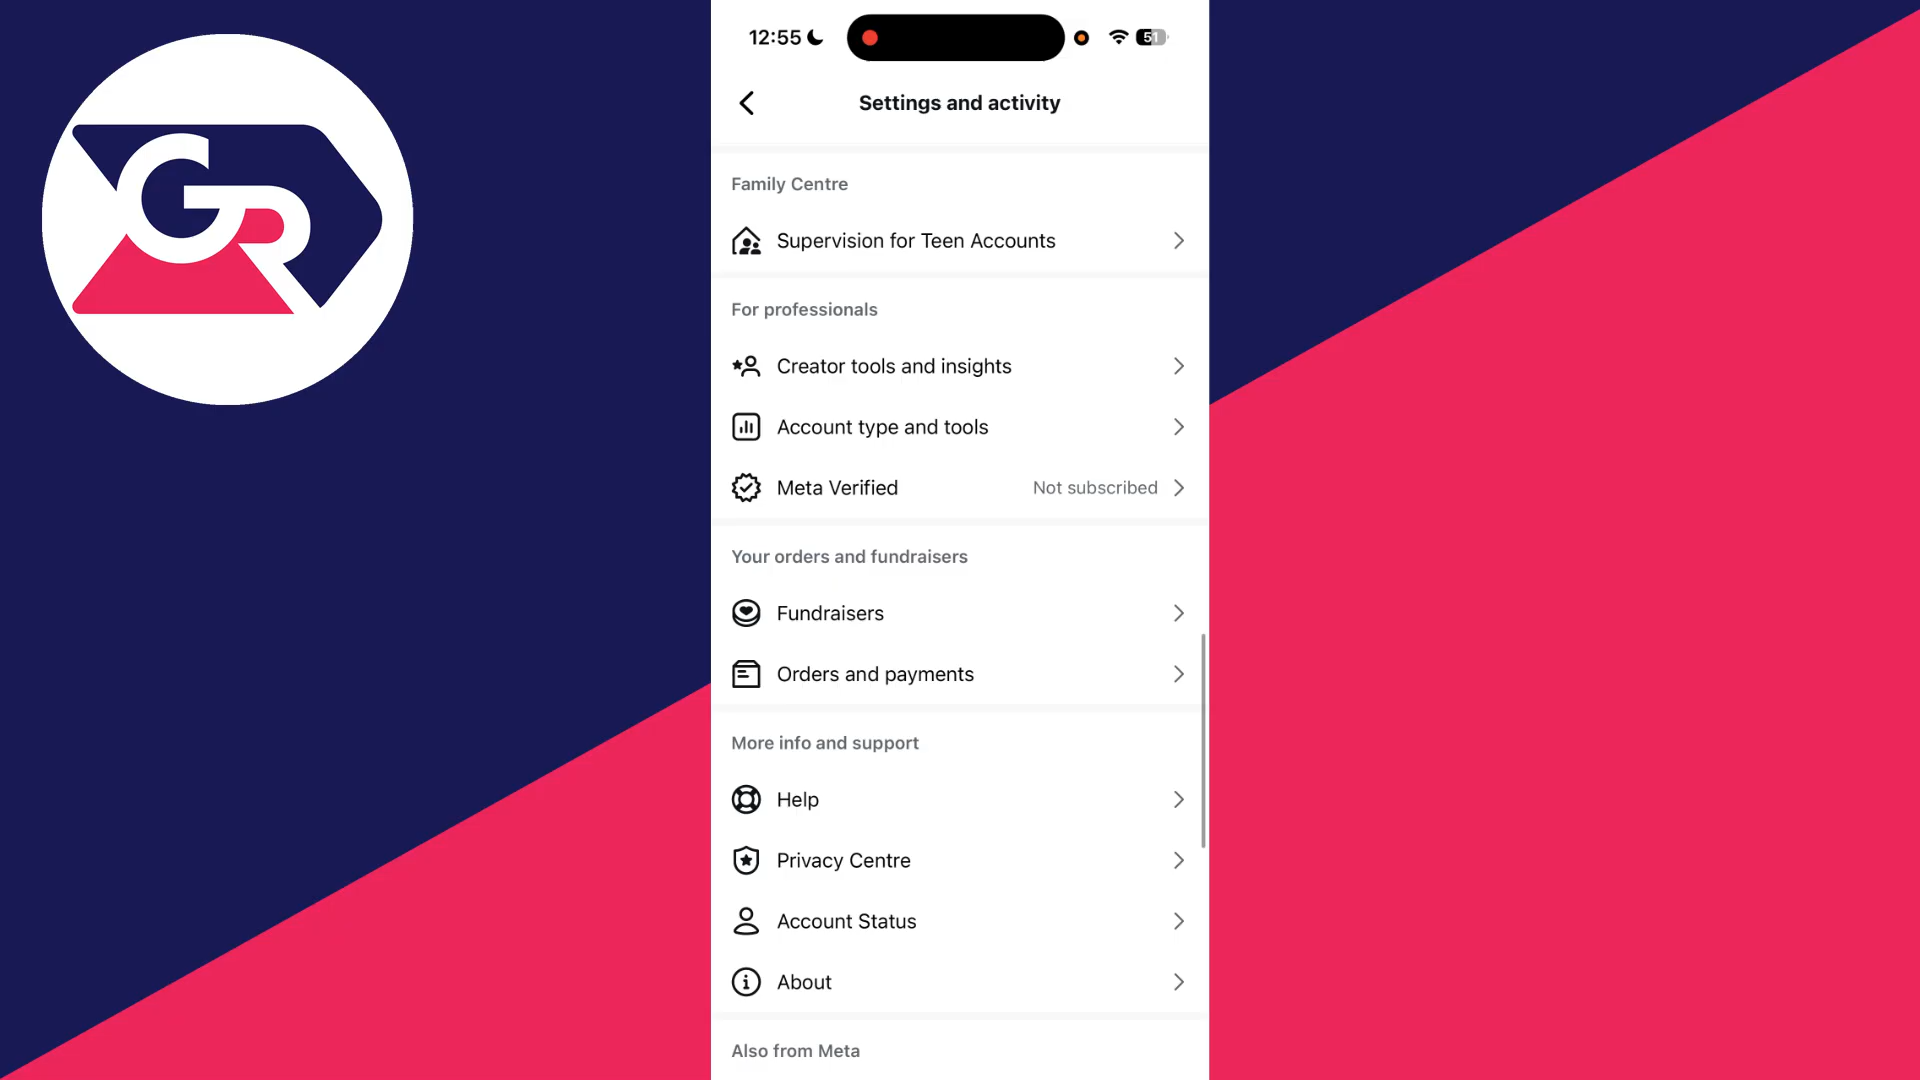 GR
12:55
51
Settings and activity
Family Centre
Supervision for Teen Accounts
For professionals
Creator tools and insights
Account type and tools
Meta Verified Not subscribed
Your orders and fundraisers
Fundraisers
Orders and payments
More info and support
Help
Privacy Centre
Account Status
About
Also from Meta